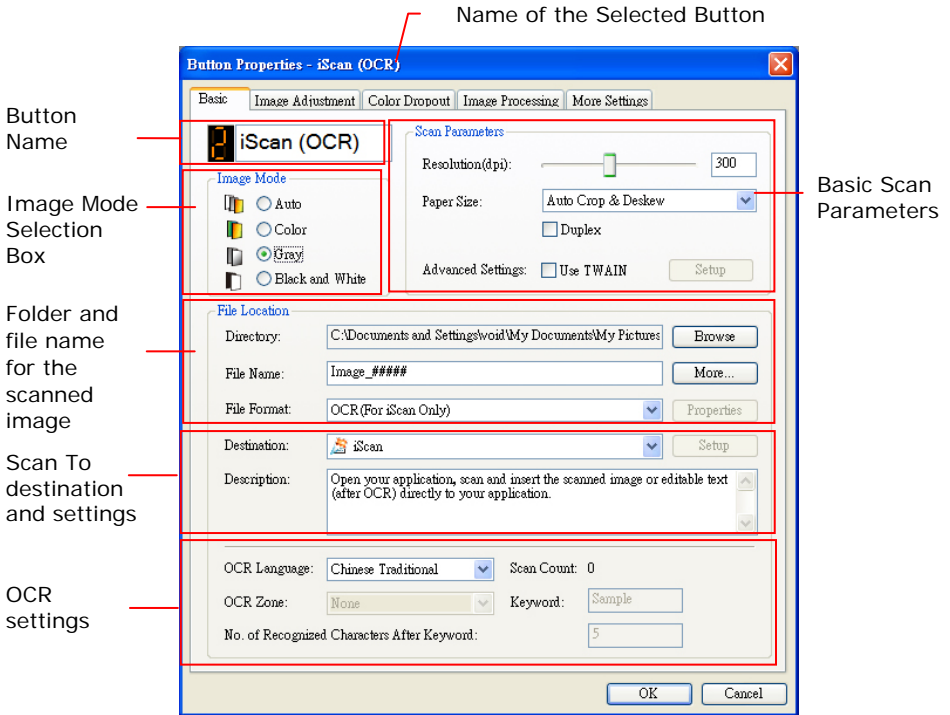 Name of the Selected Button
Button Properties - iScan (OCR)
Basic Image Adjustment Color Dropout Image Processing More Settings
Button
Name
2 iScan (OCR)
Scan Parameters
Resolution(dpi): 300
Paper Size: Auto Crop & Deskew
Duplex
Advanced Settings: Use TWAIN Setup
Basic Scan
Parameters
Image Mode
Selection
Box
Image Mode
Auto
Color
Gray
Black and White
Folder and
file name
for the
scanned
image
File Location
Directory: C:\Documents and Settings\void\My Documents\My Pictures Browse
File Name: Image_##### More...
File Format: OCR(For iScan Only) Properties
Scan To
destination
and settings
Destination: iScan Setup
Description: Open your application, scan and insert the scanned image or editable text
(after OCR) directly to your application.
OCR
settings
OCR Language: Chinese Traditional Scan Count: 0
OCR Zone: None Keyword: Sample
No. of Recognized Characters After Keyword: 5
OK Cancel